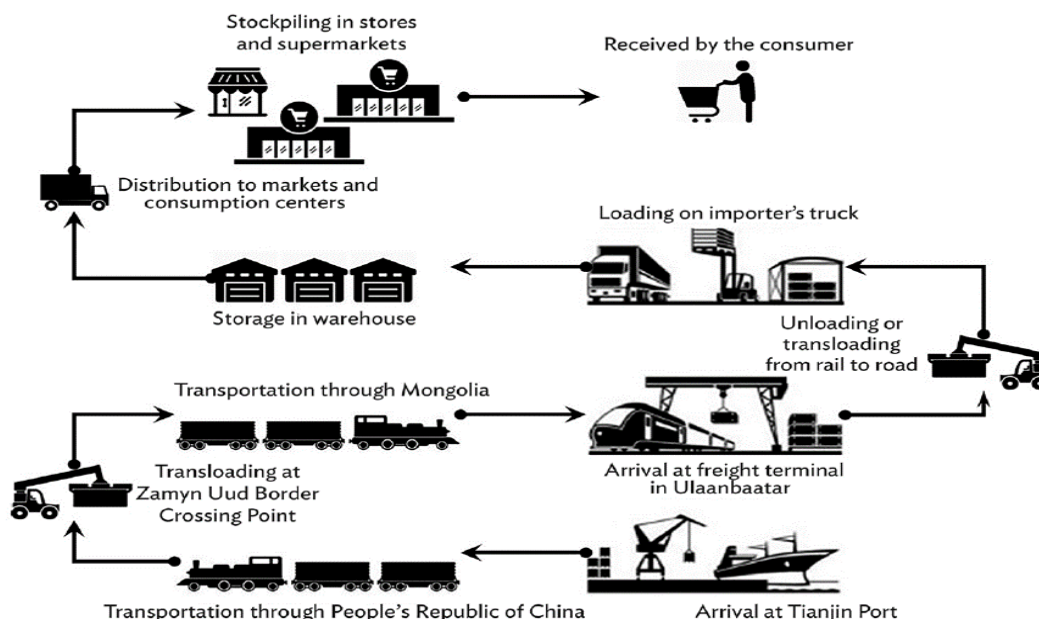 Stockpiling in stores
and supermarkets
Received by the consumer
Distribution to markets and
consumption centers
Loading on importer's truck
Storage in warehouse
Unloading or
transloading
from rail to road
Transportation through Mongolia
Transloading at
Zamyn Uud Border
Crossing Point
Arrival at freight terminal
in Ulaanbaatar
Transportation through People's Republic of China
Arrival at Tianjin Port